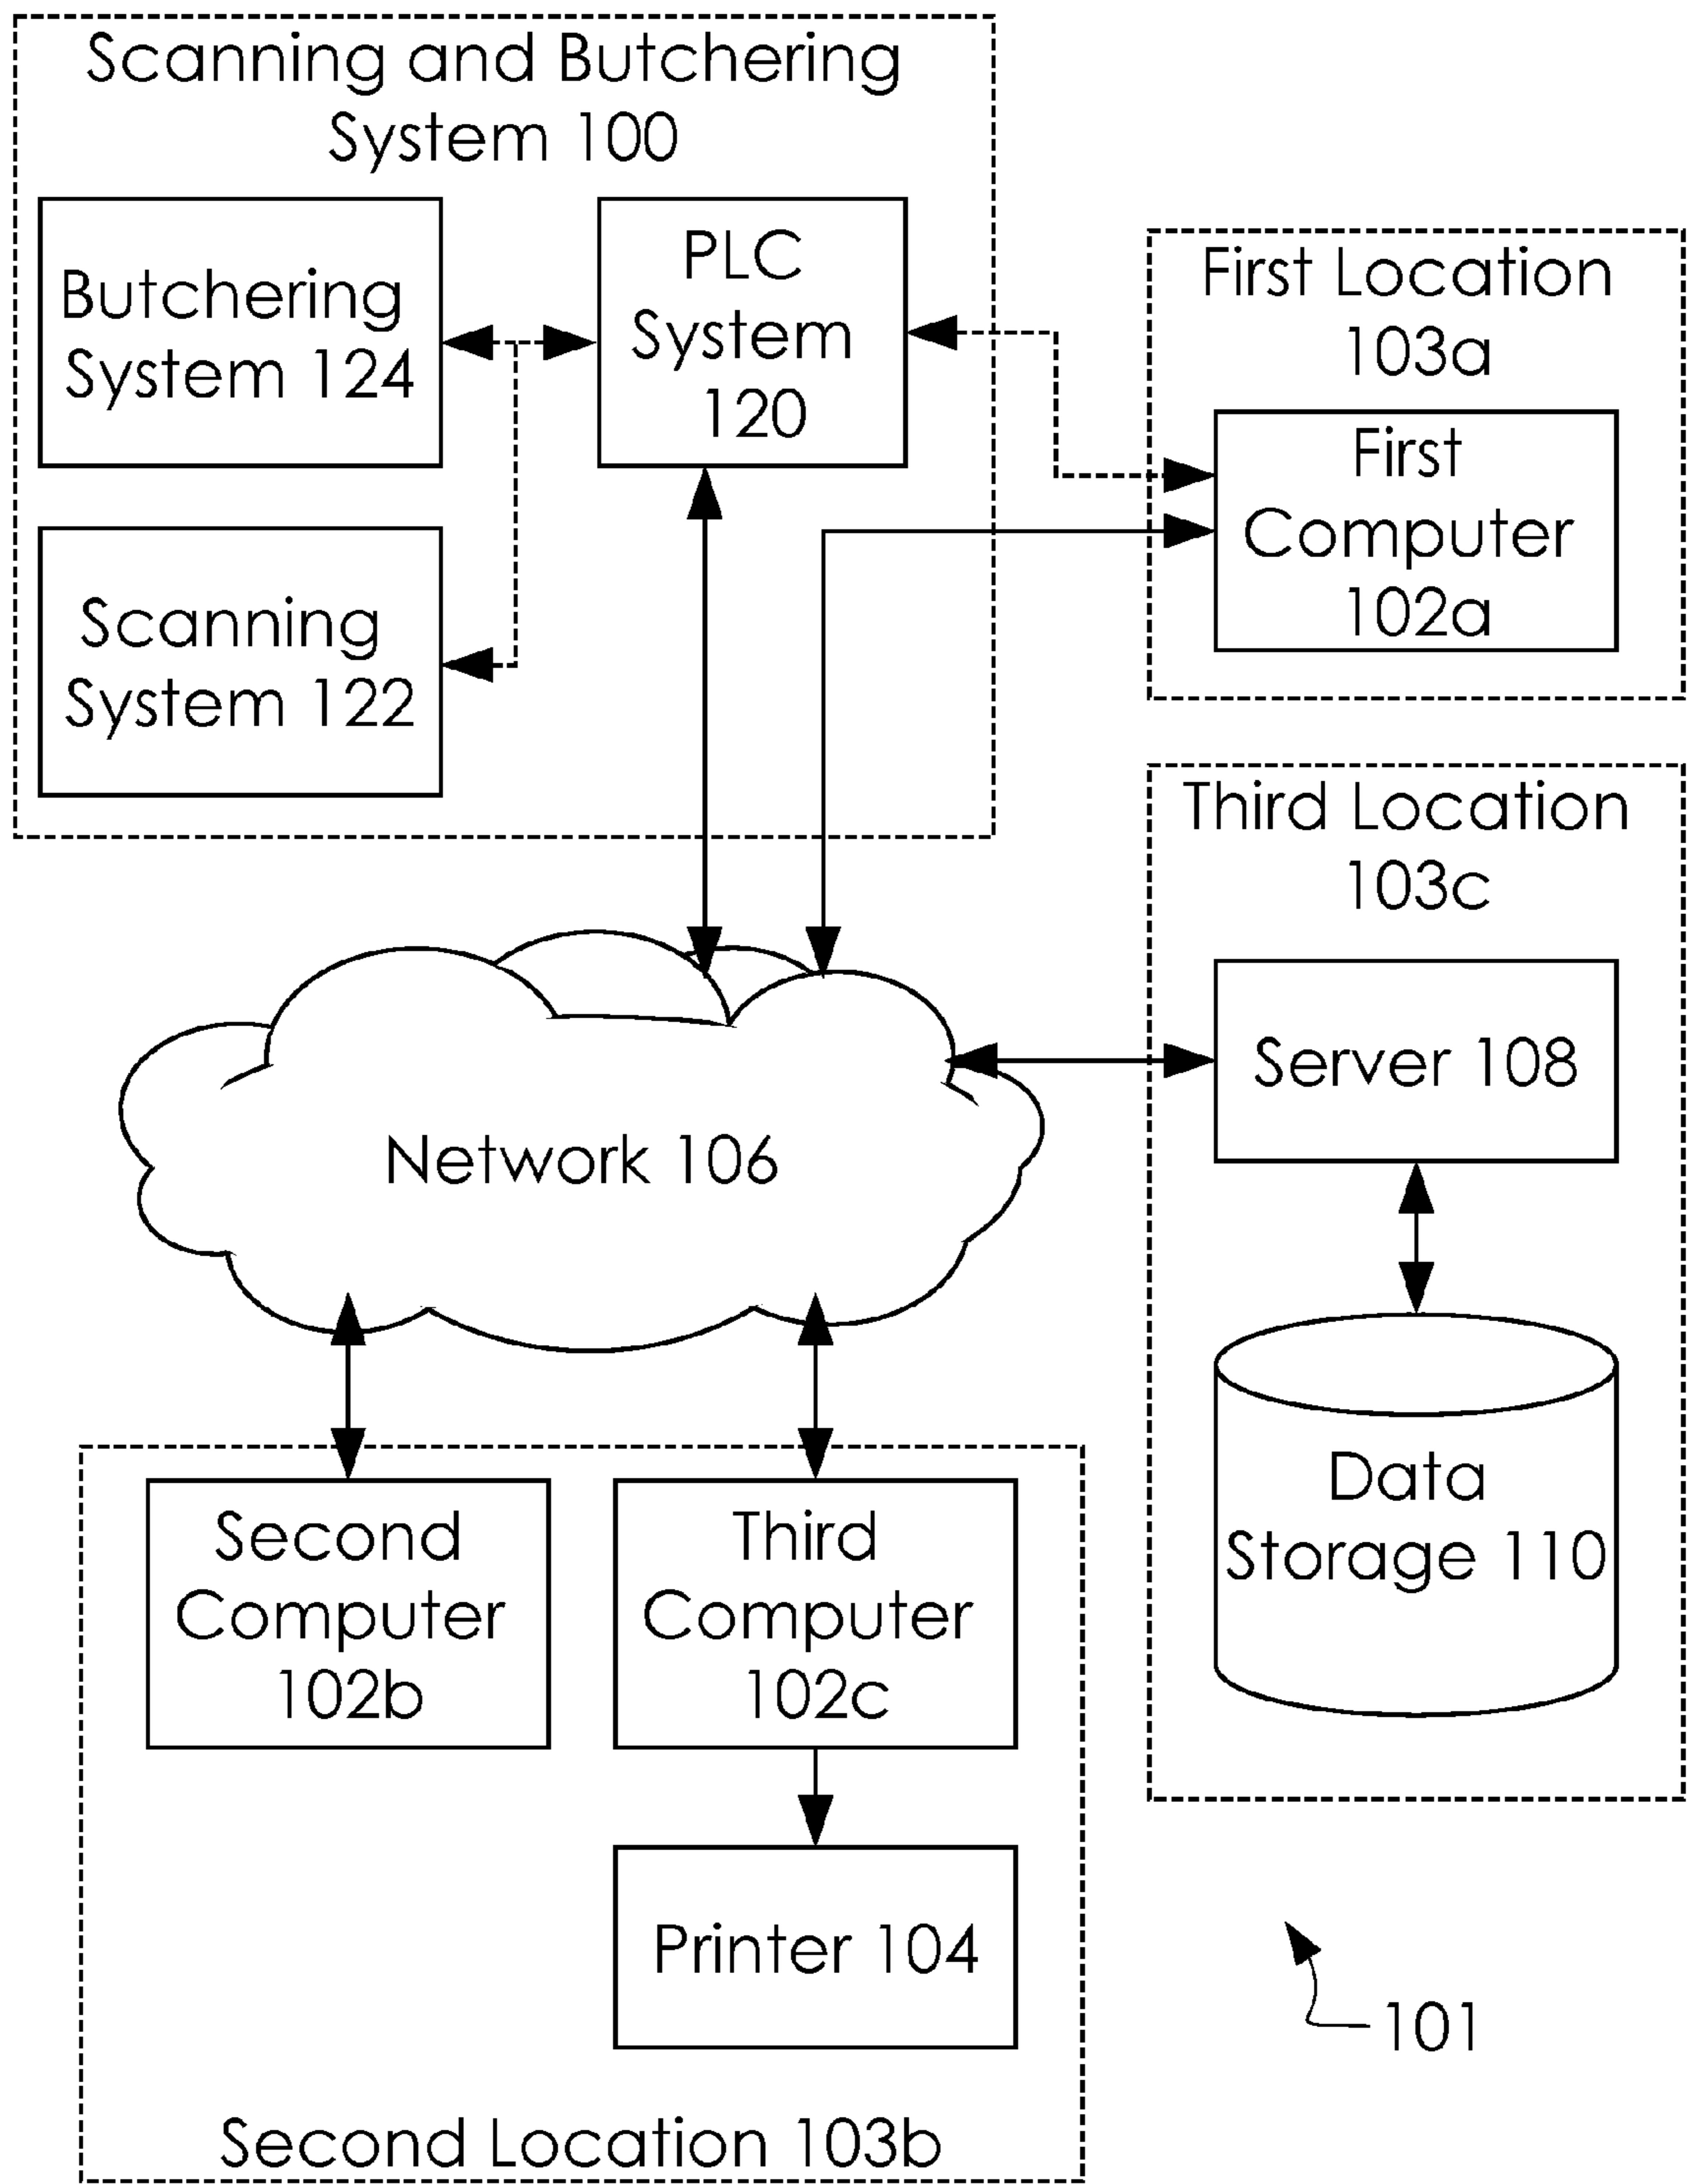 Scanning and Butchering
System 100
Butchering
System 124
PLC
System
120
Scanning
System 122
First Location
103a
First
Computer
102a
Third Location
103c
Server 108
Data
Storage 110
Network 106
Second
Computer
102b
Third
Computer
102c
Printer 104
Second Location 103b
101